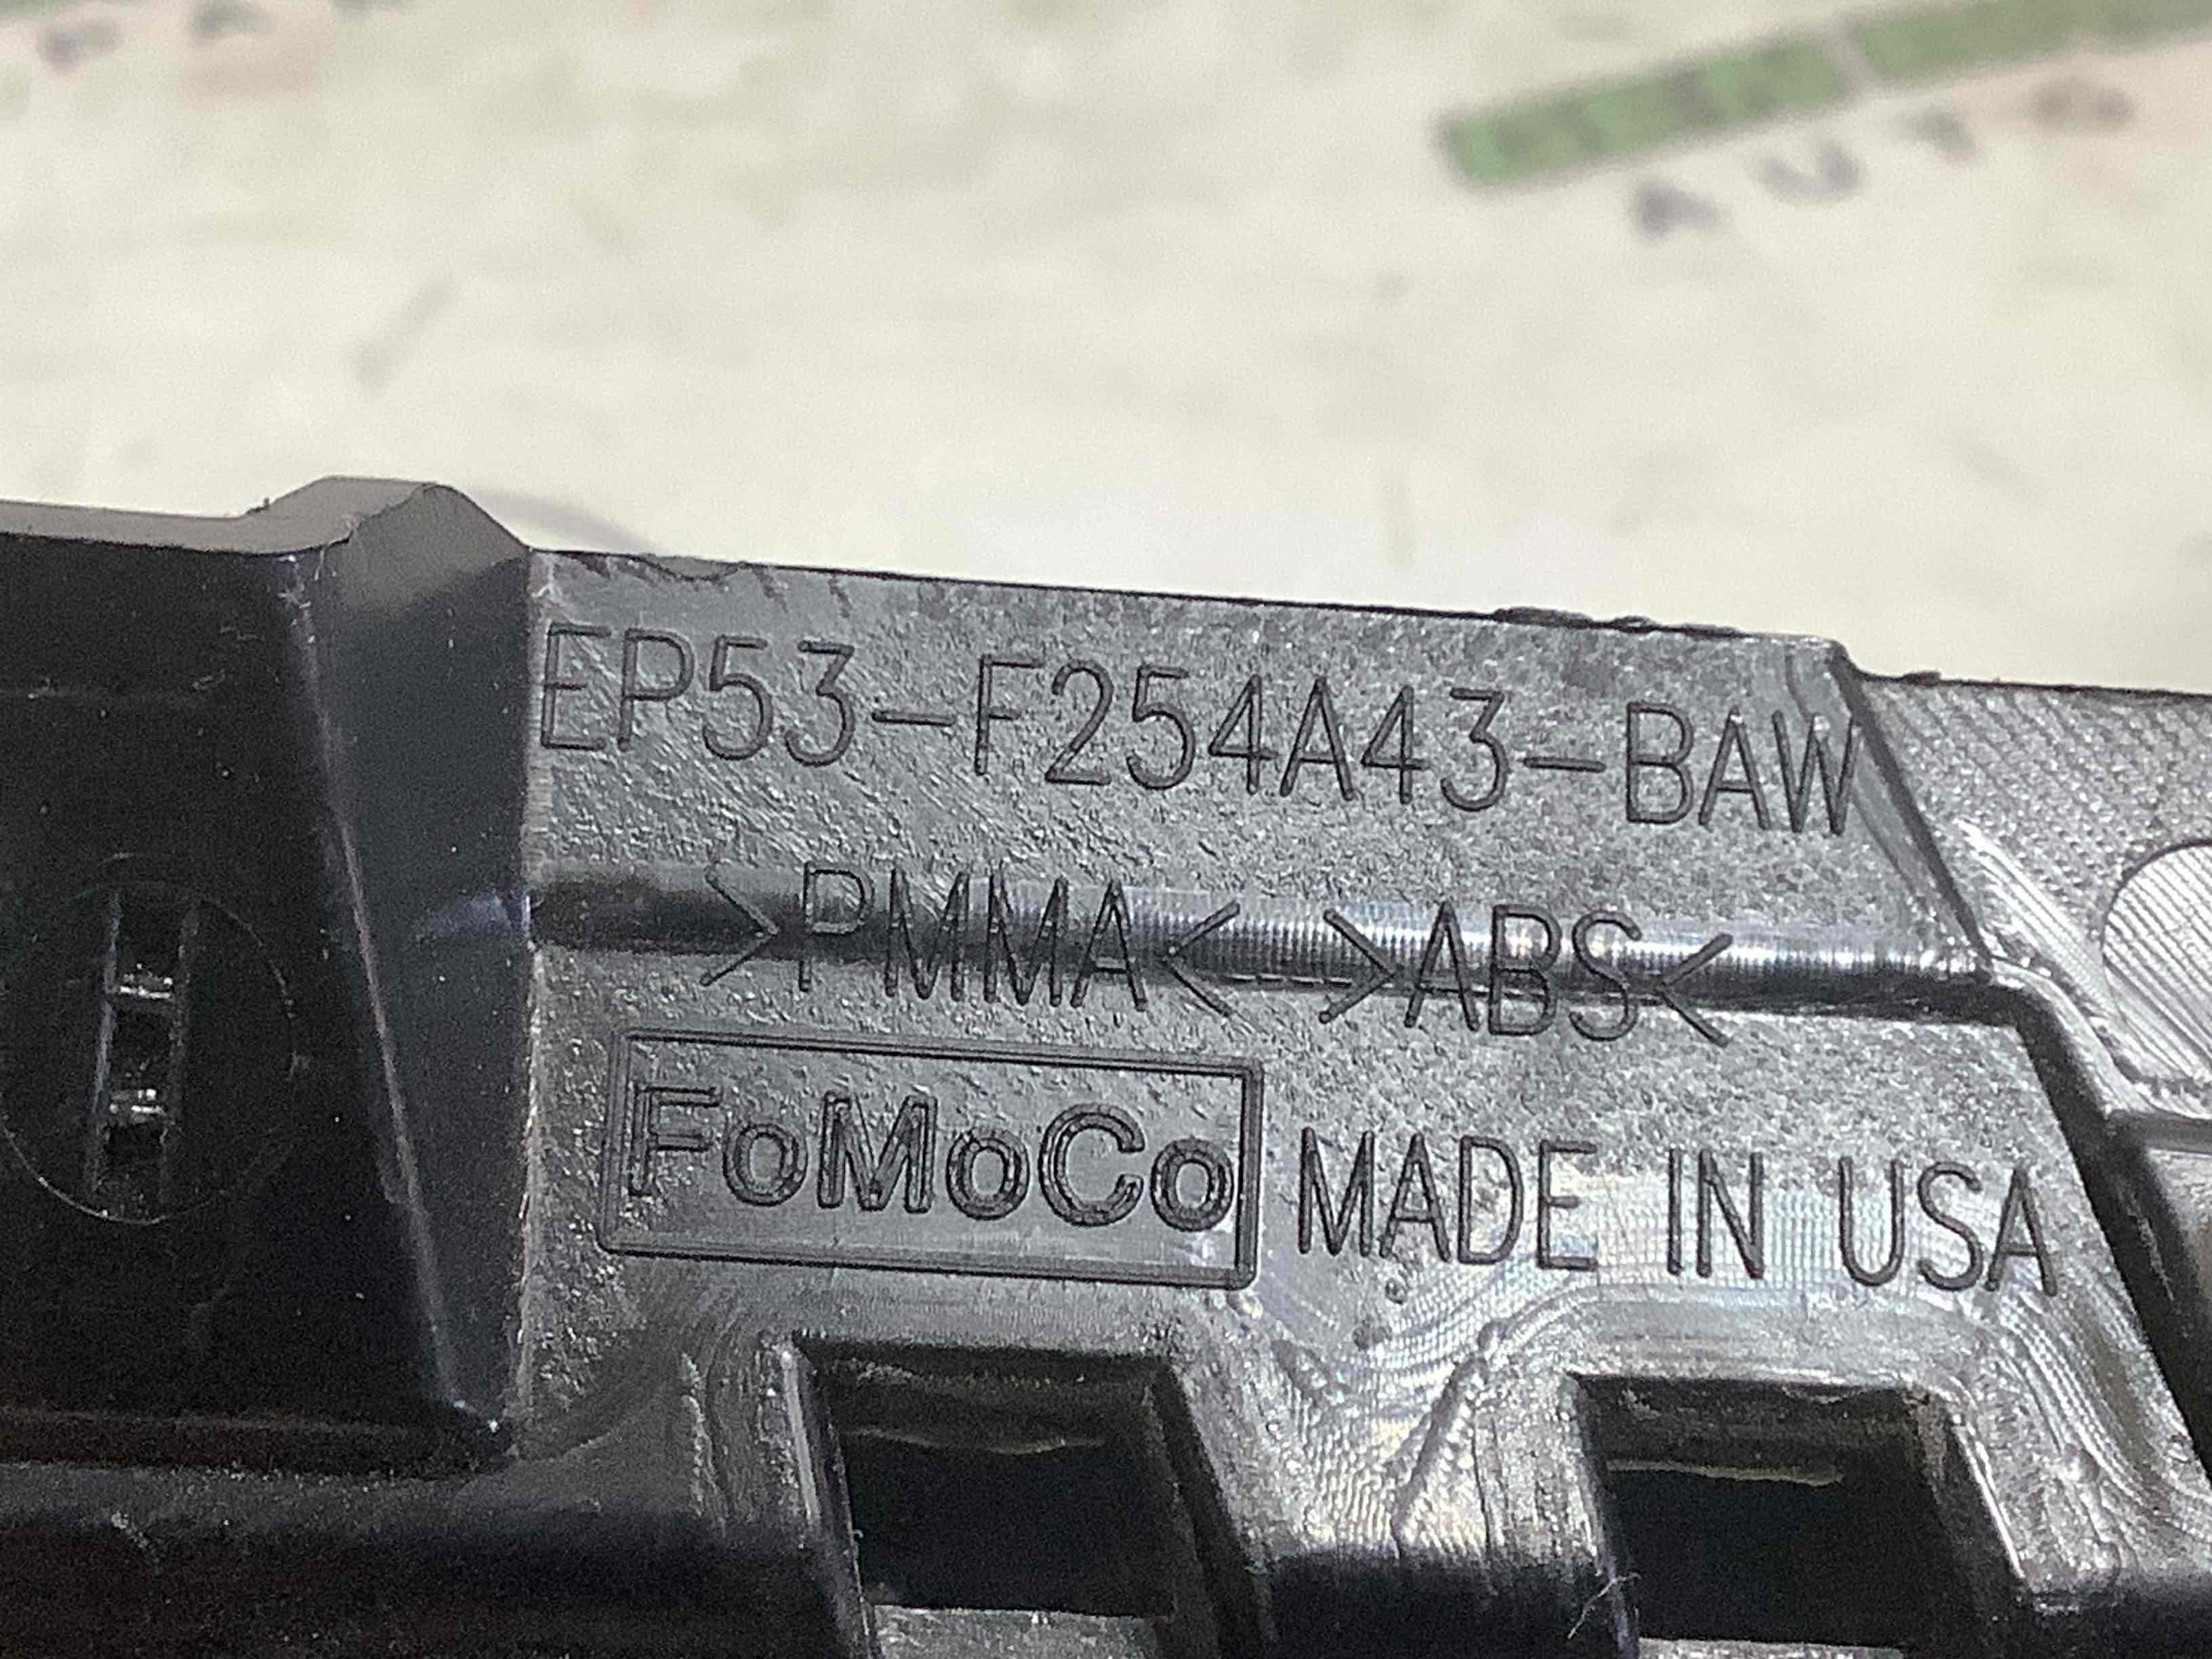 EP53-F254A43-BAW
>PMMA< >ABS<
FoMoCo MADE IN USA